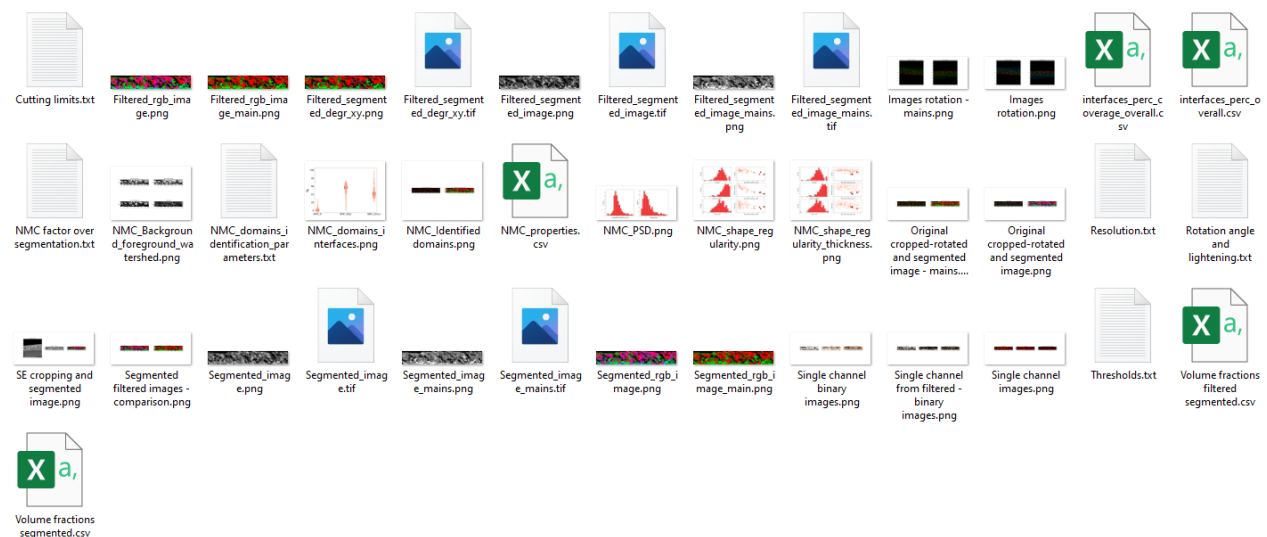 Cutting limits.txt
Filtered_rgb_ima
ge.png
Filtered_rgb_ima
ge_main.png
Filtered_segment
ed_degr_xy.png
Filtered_segment
ed_degr_xy.tif
Filtered_segment
ed_image.png
Filtered_segment
ed_image.tif
Filtered_segment
ed_image_mains.
png
Filtered_segment
ed_image_mains.
tif
Images rotation -
mains.png
Images
rotation.png
interfaces_perc_c
overage_overall.c
sv
interfaces_perc_o
verall.csv
NMC factor over
segmentation.txt
NMC_Backgroun
d_foreground_wa
tershed.png
NMC_domains_i
dentification_par
ameters.txt
NMC_domains_i
nterfaces.png
NMC_Identified
domains.png
NMC_properties.
csv
NMC_PSD.png
NMC_shape_reg
ularity.png
NMC_shape_reg
ularity_thickness.
png
Original
cropped-rotated
and segmented
image - mains....
Original
cropped-rotated
and segmented
image.png
Resolution.txt
Rotation angle
and
lightening.txt
SE cropping and
segmented
image.png
Segmented
filtered images -
comparison.png
Segmented_imag
e.png
Segmented_imag
e.tif
Segmented_imag
e_mains.png
Segmented_imag
e_mains.tif
Segmented_rgb_i
mage.png
Segmented_rgb_i
mage_main.png
Single channel
binary
images.png
Single channel
from filtered -
binary
images.png
Single channel
images.png
Thresholds.txt
Volume fractions
filtered
segmented.csv
Volume fractions
segmented.csv